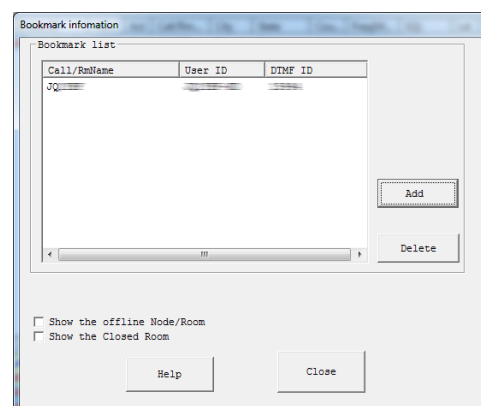 Bookmark infomation
Bookmark list
Call/RmName User ID DTMF ID
JQ
Add
Delete
Show the offline Node/Room
Show the Closed Room
Help Close